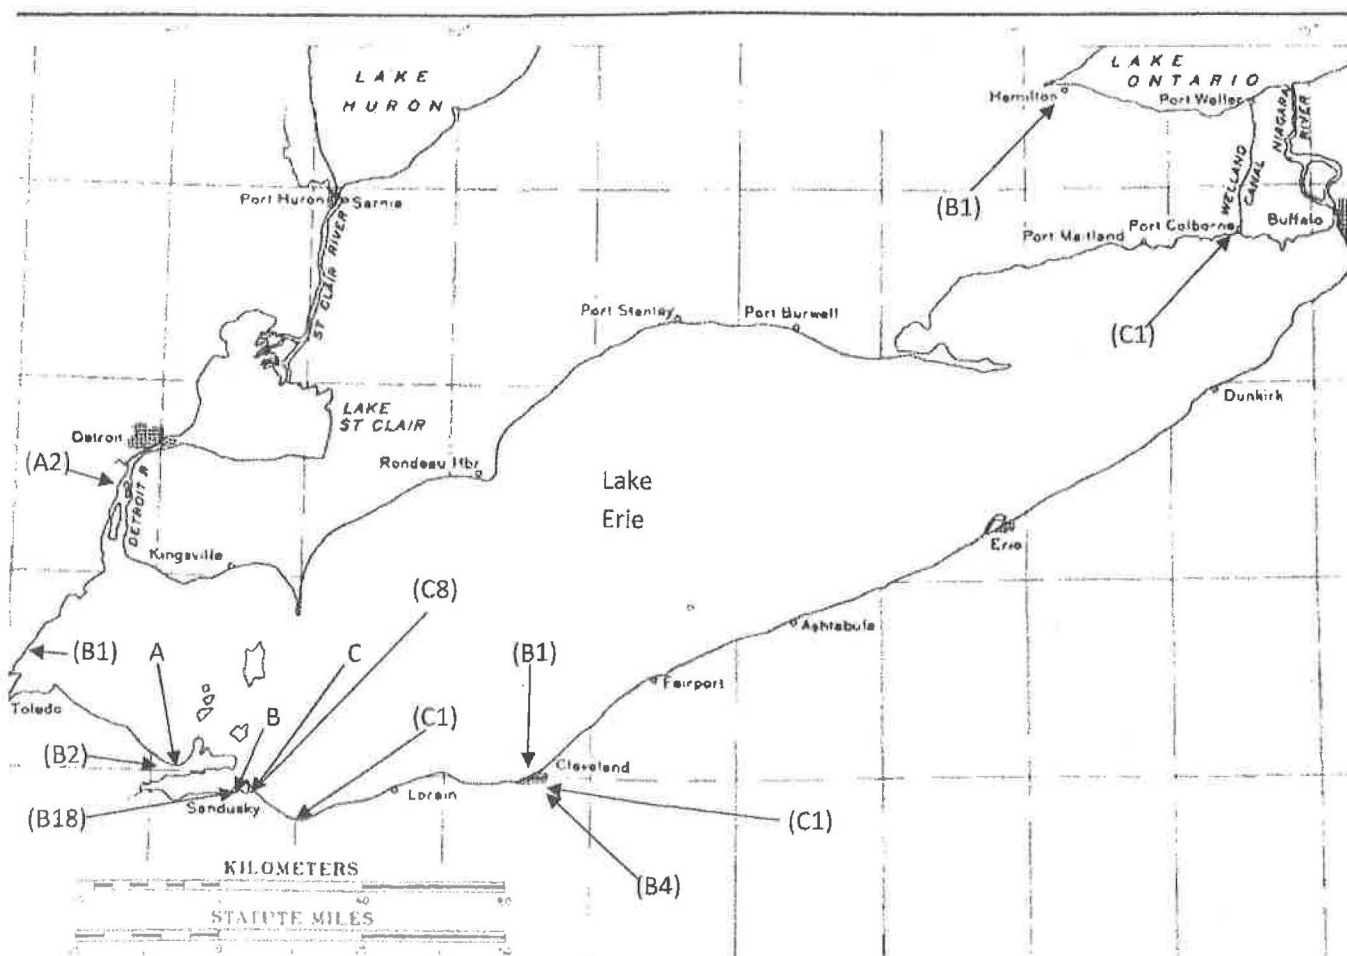 LAKE
HURON
LAKE
ONTARIO
Hamilton
Port Weller
NIAGARA
RIVER
WELLAND
CANAL
Port Huron
Sarnia
(B1)
Port Maitland
Port Colborne
Buffalo
ST CLAIR RIVER
Port Stanley
Port Burwell
(C1)
LAKE
ST CLAIR
Dunkirk
Detroit
(A2)
Rondeau Hbr
Lake
Erie
DETROIT R
Kingsville
Erie
(C8)
Ashtabula
(B1)
A
C
(B1)
Fairport
Toledo
B
(C1)
(B2)
Cleveland
Sandusky
Lorain
(B18)
(C1)
KILOMETERS
(B4)
STATUTE MILES